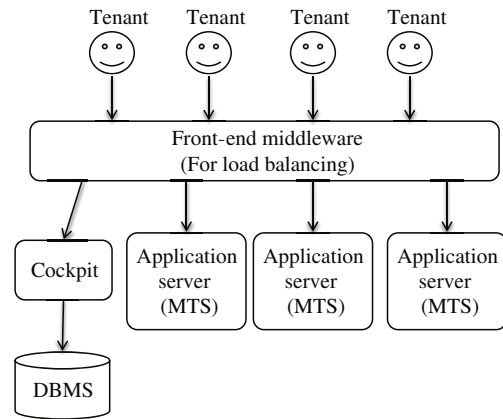 Tenant Tenant Tenant Tenant
Front-end middleware
(For load balancing)
Cockpit
Application
server
(MTS)
Application
server
(MTS)
Application
server
(MTS)
DBMS